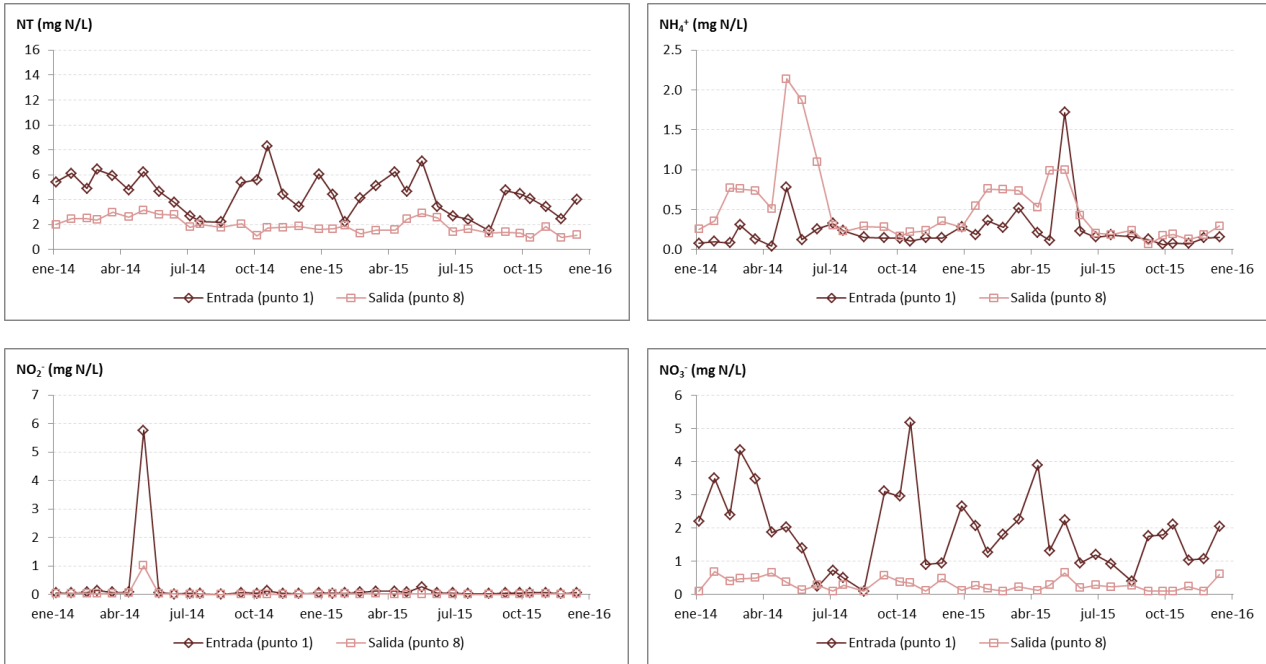 NT (mg N/L)
16
14
12
10
8
6
4
2
0
ene-14 abr-14 jul-14 oct-14 ene-15 abr-15 jul-15 oct-15 ene-16
Entrada (punto 1) Salida (punto 8)
NH₄⁺ (mg N/L)
2.5
2.0
1.5
1.0
0.5
0.0
ene-14 abr-14 jul-14 oct-14 ene-15 abr-15 jul-15 oct-15 ene-16
Entrada (punto 1) Salida (punto 8)
NO₂⁻ (mg N/L)
7
6
5
4
3
2
1
0
ene-14 abr-14 jul-14 oct-14 ene-15 abr-15 jul-15 oct-15 ene-16
Entrada (punto 1) Salida (punto 8)
NO₃⁻ (mg N/L)
6
5
4
3
2
1
0
ene-14 abr-14 jul-14 oct-14 ene-15 abr-15 jul-15 oct-15 ene-16
Entrada (punto 1) Salida (punto 8)